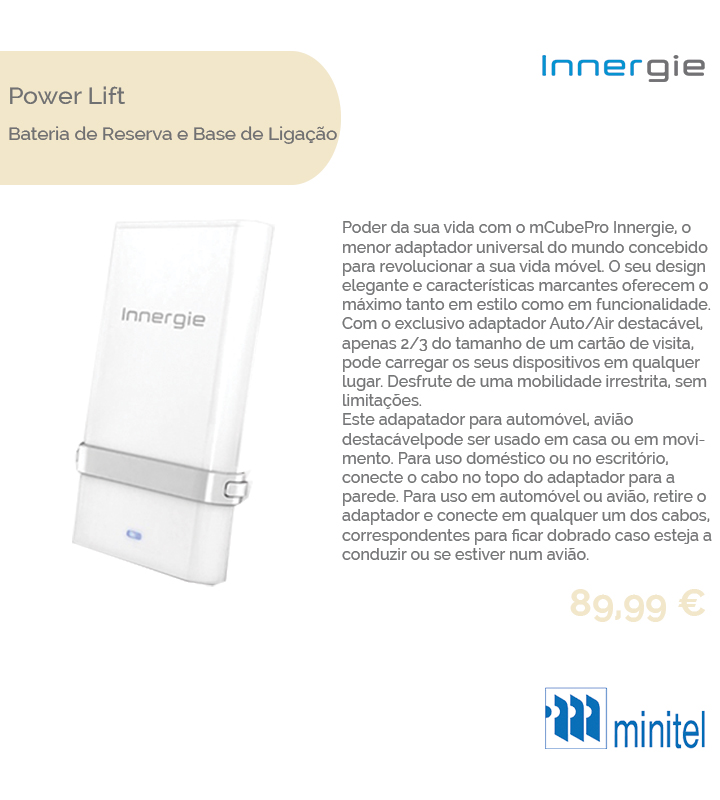 Innergie
Power Lift
Bateria de Reserva e Base de Ligação
Innergie
Poder da sua vida com o mCubePro Innergie, o
menor adaptador universal do mundo concebido
para revolucionar a sua vida móvel. O seu design
elegante e características marcantes oferecem o
máximo tanto em estilo como em funcionalidade.
Com o exclusivo adaptador Auto/Air destacável,
apenas 2/3 do tamanho de um cartão de visita,
pode carregar os seus dispositivos em qualquer
lugar. Desfrute de uma mobilidade irrestrita, sem
limitações.
Este adapatador para automóvel, avião
destacávelpode ser usado em casa ou em movi-
mento. Para uso doméstico ou no escritório,
conecte o cabo no topo do adaptador para a
parede. Para uso em automóvel ou avião, retire o
adaptador e conecte em qualquer um dos cabos,
correspondentes para ficar dobrado caso esteja a
conduzir ou se estiver num avião.
89,99 €
minitel